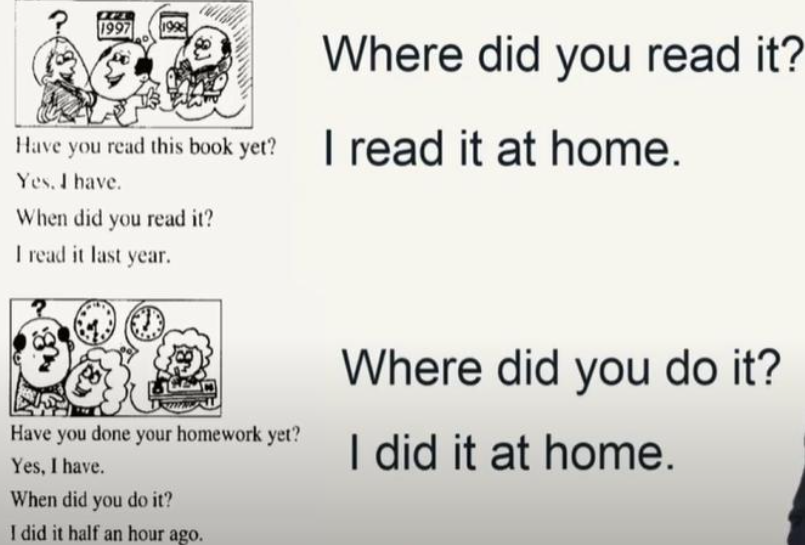 ?
1997
1996
Have you read this book yet?
Yes, I have.
When did you read it?
I read it last year.
Where did you read it?
I read it at home.
?
Have you done your homework yet?
Yes, I have.
When did you do it?
I did it half an hour ago.
Where did you do it?
I did it at home.